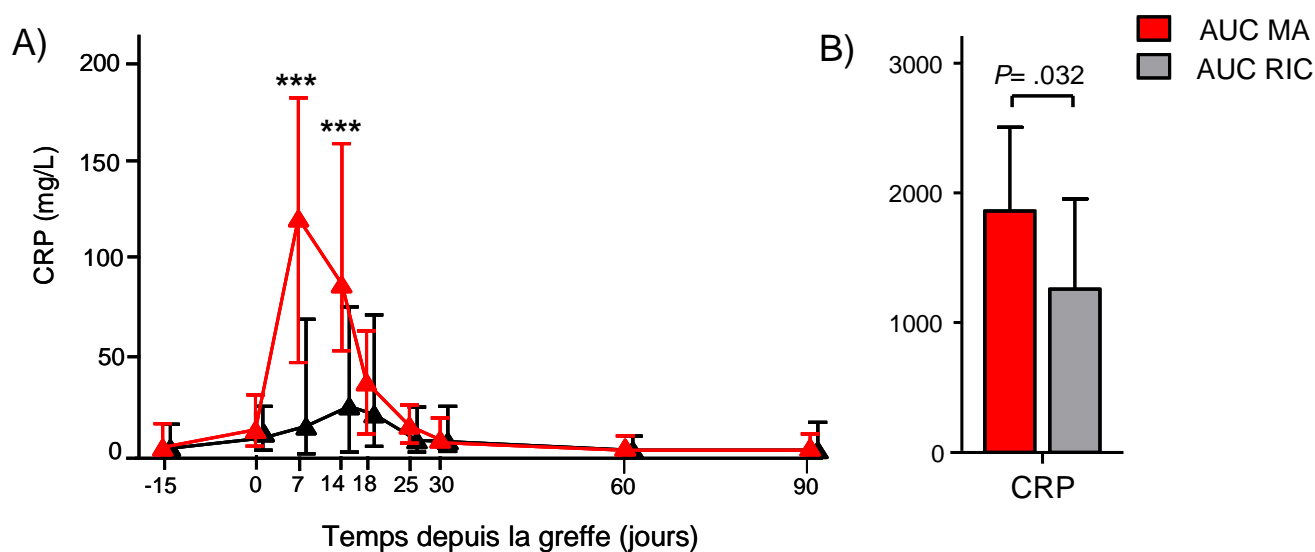 A)
CRP (mg/L)
200
150
100
50
0
***
***
-15 0 7 14 18 25 30 60 90
Temps depuis la greffe (jours)
B)
AUC MA
AUC RIC
P= .032
3000
2000
1000
0
CRP